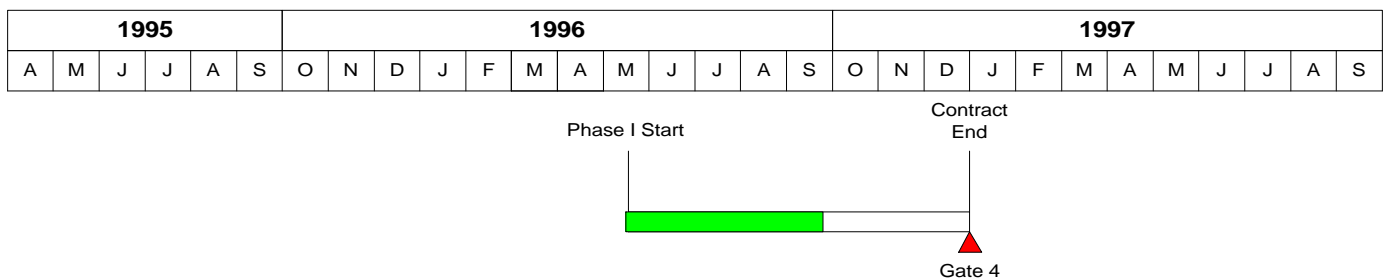 1995 1996 1997
A M J J A S O N D J F M A M J J A S O N D J F M A M J J A S
Contract
Phase I Start End
Gate 4